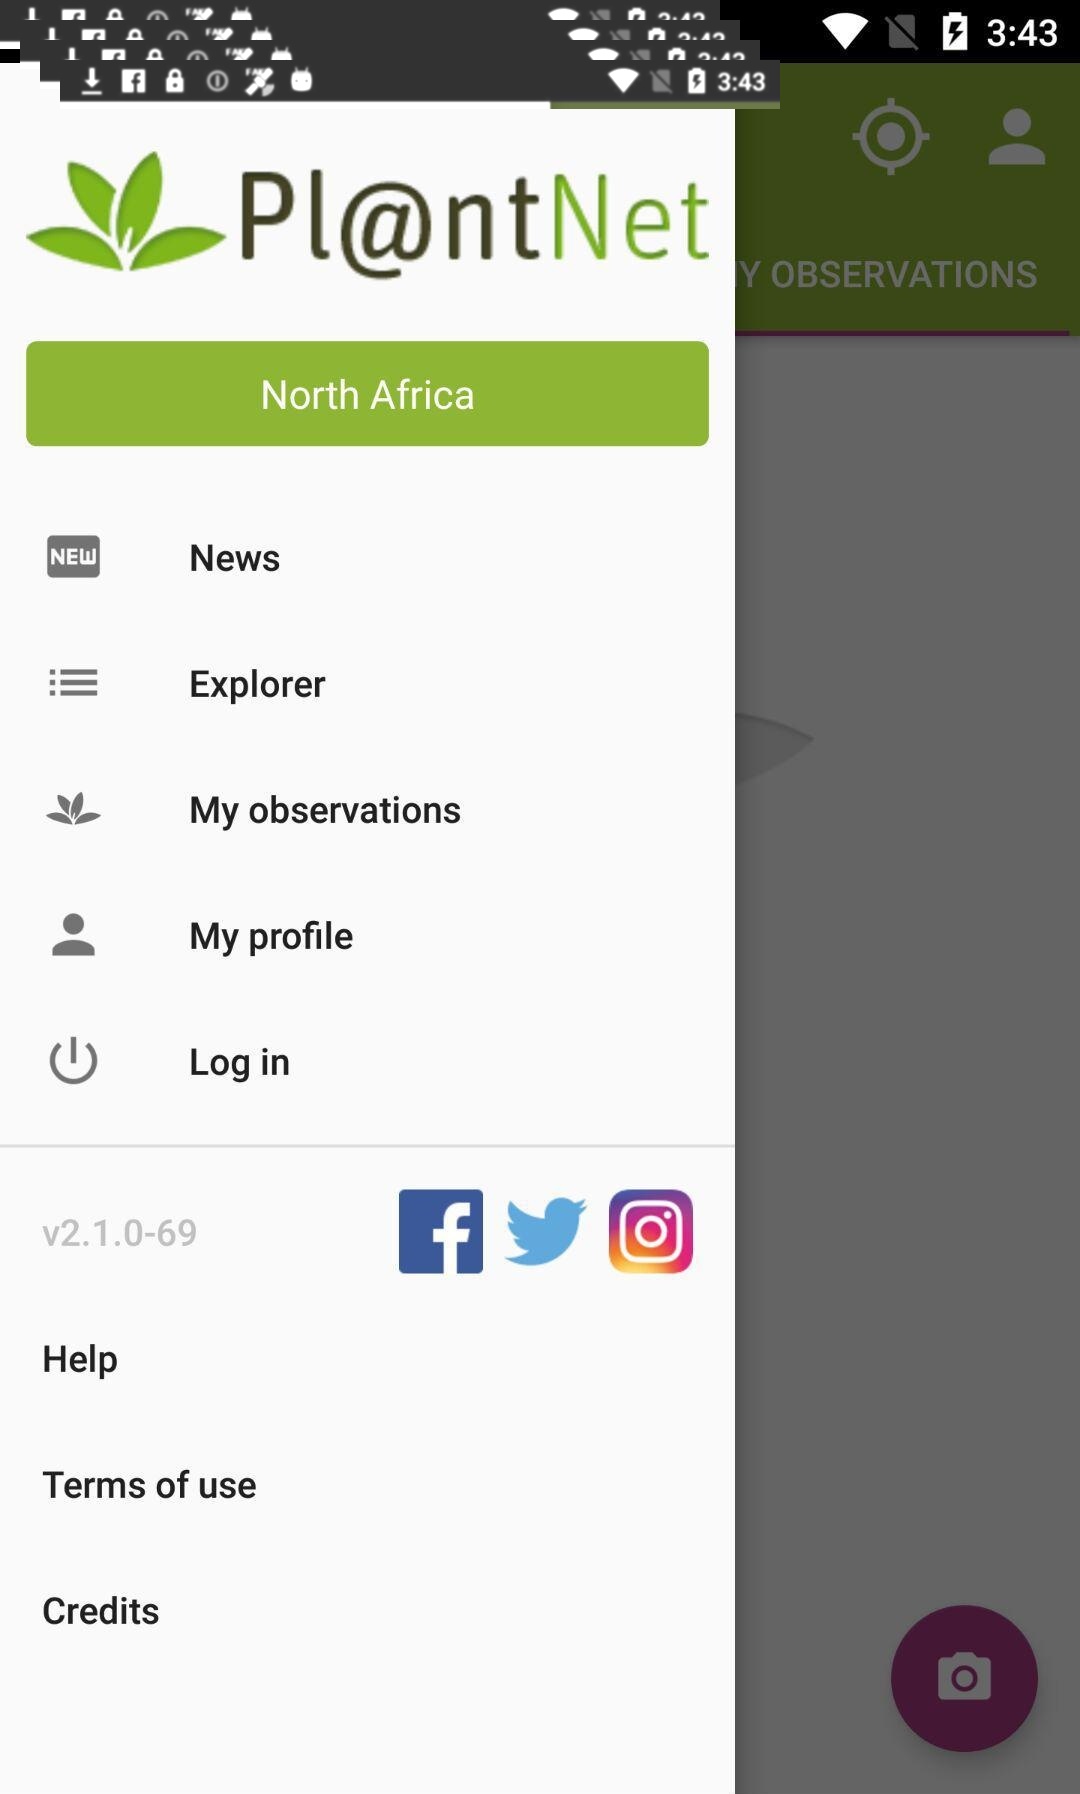 3:43
3:43
Pl@ntNet
Y OBSERVATIONS
North Africa
NEW
News
Explorer
My observations
My profile
Log in
v2.1.0-69
Help
Terms of use
Credits